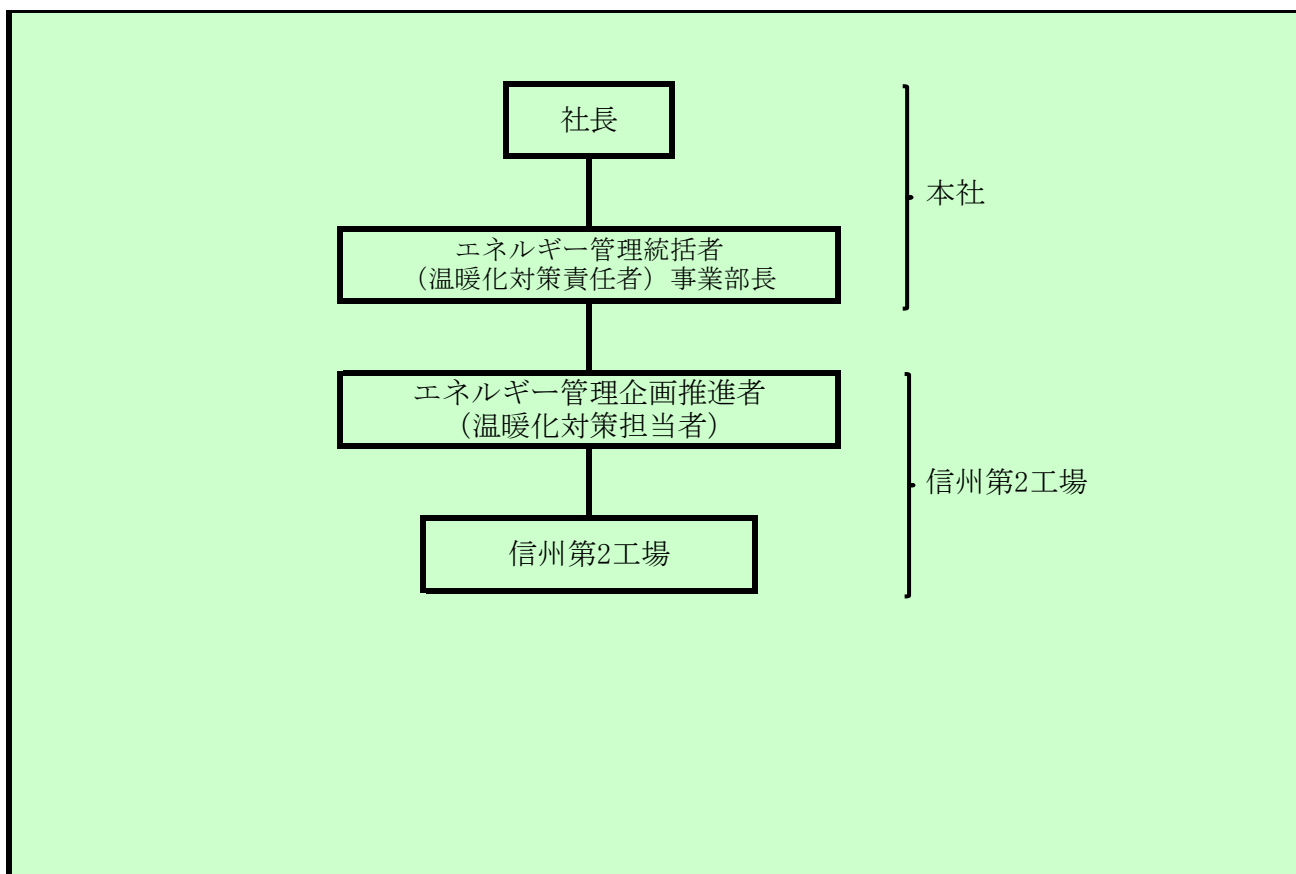 社長
本社
エネルギー管理統括者
（温暖化対策責任者）事業部長
エネルギー管理企画推進者
（温暖化対策担当者）
信州第2工場
信州第2工場